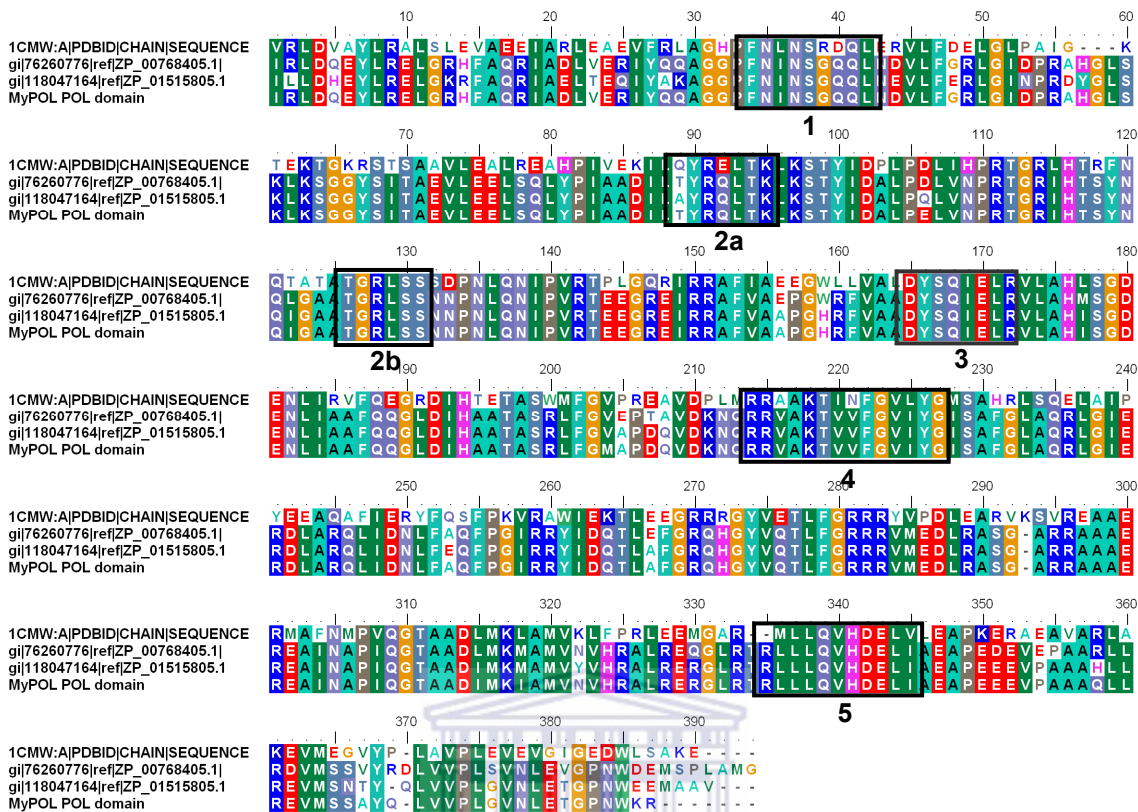 10 20 30 40 50 60
1CMW:A|PDBID|CHAIN|SEQUENCE VRLDVAYLRALSLEVAEEIARLEAEVFRLAGHPFNLNSRDQLERVLFDELGLPAIG---K
gi|76260776|ref|ZP_00768405.1| IRLDQEYLRELGRHFAQRIADLVERIYQQAGGPFNINSGQQLNDVLFGRLGIDPRAHGLS
gi|118047164|ref|ZP_01515805.1 ILLDHEYLRELGKRFAQRIAELTEQIYAKAGGPFNINSGQQLNDVLFERLGINPRDYGLS
MyPOL POL domain IRLDQEYLRELGRHFAQRIADLVERIYQQAGGPFNINSGQQLNDVLFGRLGIDPRAHGLS
1
70 80 90 100 110 120
1CMW:A|PDBID|CHAIN|SEQUENCE TEKTGKRSTSAAVLEALREAHPIVEKILQYRELTKLKSTYIDPLPDLIHPRTGRLHTRFN
gi|76260776|ref|ZP_00768405.1| KLKSGGYSITAEVLEELSQLYPIAADILTYRQLTKLKSTYIDALPDLVNPRTGRIHTSYN
gi|118047164|ref|ZP_01515805.1 KLKSGGYSITAEVLEELSQLYPIAADILAYRQLTKLKSTYIDALPQLVNPRTGRIHTSYN
MyPOL POL domain KLKSGGYSITAEVLEELSQLYPIAADILTYRQLTKLKSTYIDALPELVNPRTGRIHTSYN
2a
130 140 150 160 170 180
1CMW:A|PDBID|CHAIN|SEQUENCE QTATATGRLSSSDPNLQNIPVRTPLGQRIRRAFIAEEGWLLVALDYSQIELRVLAHLSGD
gi|76260776|ref|ZP_00768405.1| QLGAATGRLSSNNPNLQNIPVRTEEGREIRRAFVAEPGWRFVAADYSQIELRVLAHMSGD
gi|118047164|ref|ZP_01515805.1 QIGAATGRLSSNNPNLQNIPVRTEEGREIRRAFVAAPGHRFVAADYSQIELRVLAHISGD
MyPOL POL domain QIGAATGRLSSNNPNLQNIPVRTEEGREIRRAFVAAPGHRFVAADYSQIELRVLAHISGD
2b 3
190 200 210 220 230 240
1CMW:A|PDBID|CHAIN|SEQUENCE ENLIRVFQEGRDIHTETASWMFGVPREAVDPLMRRAAKTINFGVLYGMSAHRLSQELAIP
gi|76260776|ref|ZP_00768405.1| ENLIAAFQQGLDIHAATASRLFGVEPTAVDKNQRRVAKTVVFGVIYGISAFGLAQRLGIE
gi|118047164|ref|ZP_01515805.1 ENLIAAFQQGLDIHAATASRLFGVAPDQVDKNQRRVAKTVVFGVIYGISAFGLAQRLGIE
MyPOL POL domain ENLIAAFQQGLDIHAATASRLFGMAPDQVDKNQRRVAKTVVFGVIYGISAFGLAQRLGIE
4
250 260 270 280 290 300
1CMW:A|PDBID|CHAIN|SEQUENCE YEEAQAFIERYFQSFPKVRAWIEKTLEEGRRRGYVETLFGRRRYVPDLEARVKSVREAAE
gi|76260776|ref|ZP_00768405.1| RDLARQLIDNLFAQFPGIRRYIDQTLEFGRQHGYVQTLFGRRRVMEDLRASG-ARRAAAE
gi|118047164|ref|ZP_01515805.1 RDLARQLIDNLFEQFPGIRRYIDQTLAFGRQHGYVQTLFGRRRVMEDLRASG-ARRAAAE
MyPOL POL domain RDLARQLIDNLFAQFPGIRRYIDQTLAFGRQHGYVQTLFGRRRVMEDLRASG-ARRAAAE
310 320 330 340 350 360
1CMW:A|PDBID|CHAIN|SEQUENCE RMAFNMPVQGTAADLMKLAMVKLFPRLEEMGAR--MLLQVHDELVLEAPKERAEAVARLA
gi|76260776|ref|ZP_00768405.1| REAINAPIQGTAADIMKMAMVNVHRALREQGLRTRLLLQVHDELIAEAPEDEVEPAARLL
gi|118047164|ref|ZP_01515805.1 REAINAPIQGTAADIMKMAMVYVHRALRERGLRTRLLLQVHDELIAEAPEEEVPAAAHLL
MyPOL POL domain REAINAPIQGTAADIMKIAMVNVHRALRERGLRTRLLLQVHDELIAEAPEEEVPAAAQLL
5
370 380 390
1CMW:A|PDBID|CHAIN|SEQUENCE KEVMEGVYP-LAVPLEVEVGIGEDWLSAKE----
gi|76260776|ref|ZP_00768405.1| RDVMSSVYRDLVVPLSVNLEVGPNWDEMSPLAMG
gi|118047164|ref|ZP_01515805.1 REVMSNTY-QLVVPLGVNLETGPNWEEMAAV---
MyPOL POL domain REVMSSAYQ-LVVPLGVNLETGPNWKR-------